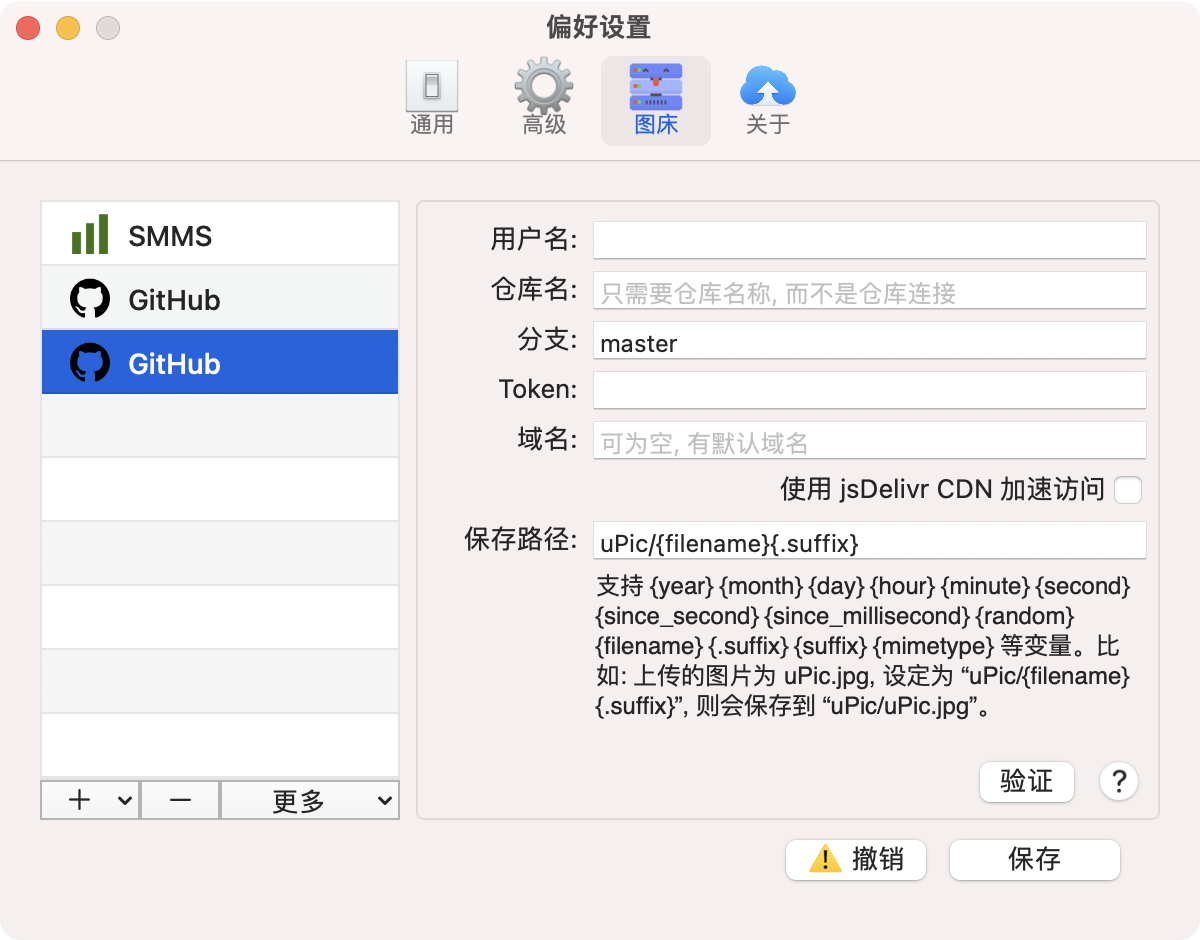 偏好设置
通用
高级
图床
关于
SMMS
GitHub
GitHub
更多
用户名:
仓库名:
只需要仓库名称, 而不是仓库连接
分支:
master
Token:
域名:
可为空, 有默认域名
使用 jsDelivr CDN 加速访问
保存路径:
uPic/{filename}{.suffix}
支持 {year} {month} {day} {hour} {minute} {second}
{since_second} {since_millisecond} {random}
{filename} {.suffix} {suffix} {mimetype} 等变量。比
如: 上传的图片为 uPic.jpg, 设定为 “uPic/{filename}
{.suffix}”, 则会保存到 “uPic/uPic.jpg”。
验证
?
撤销
保存